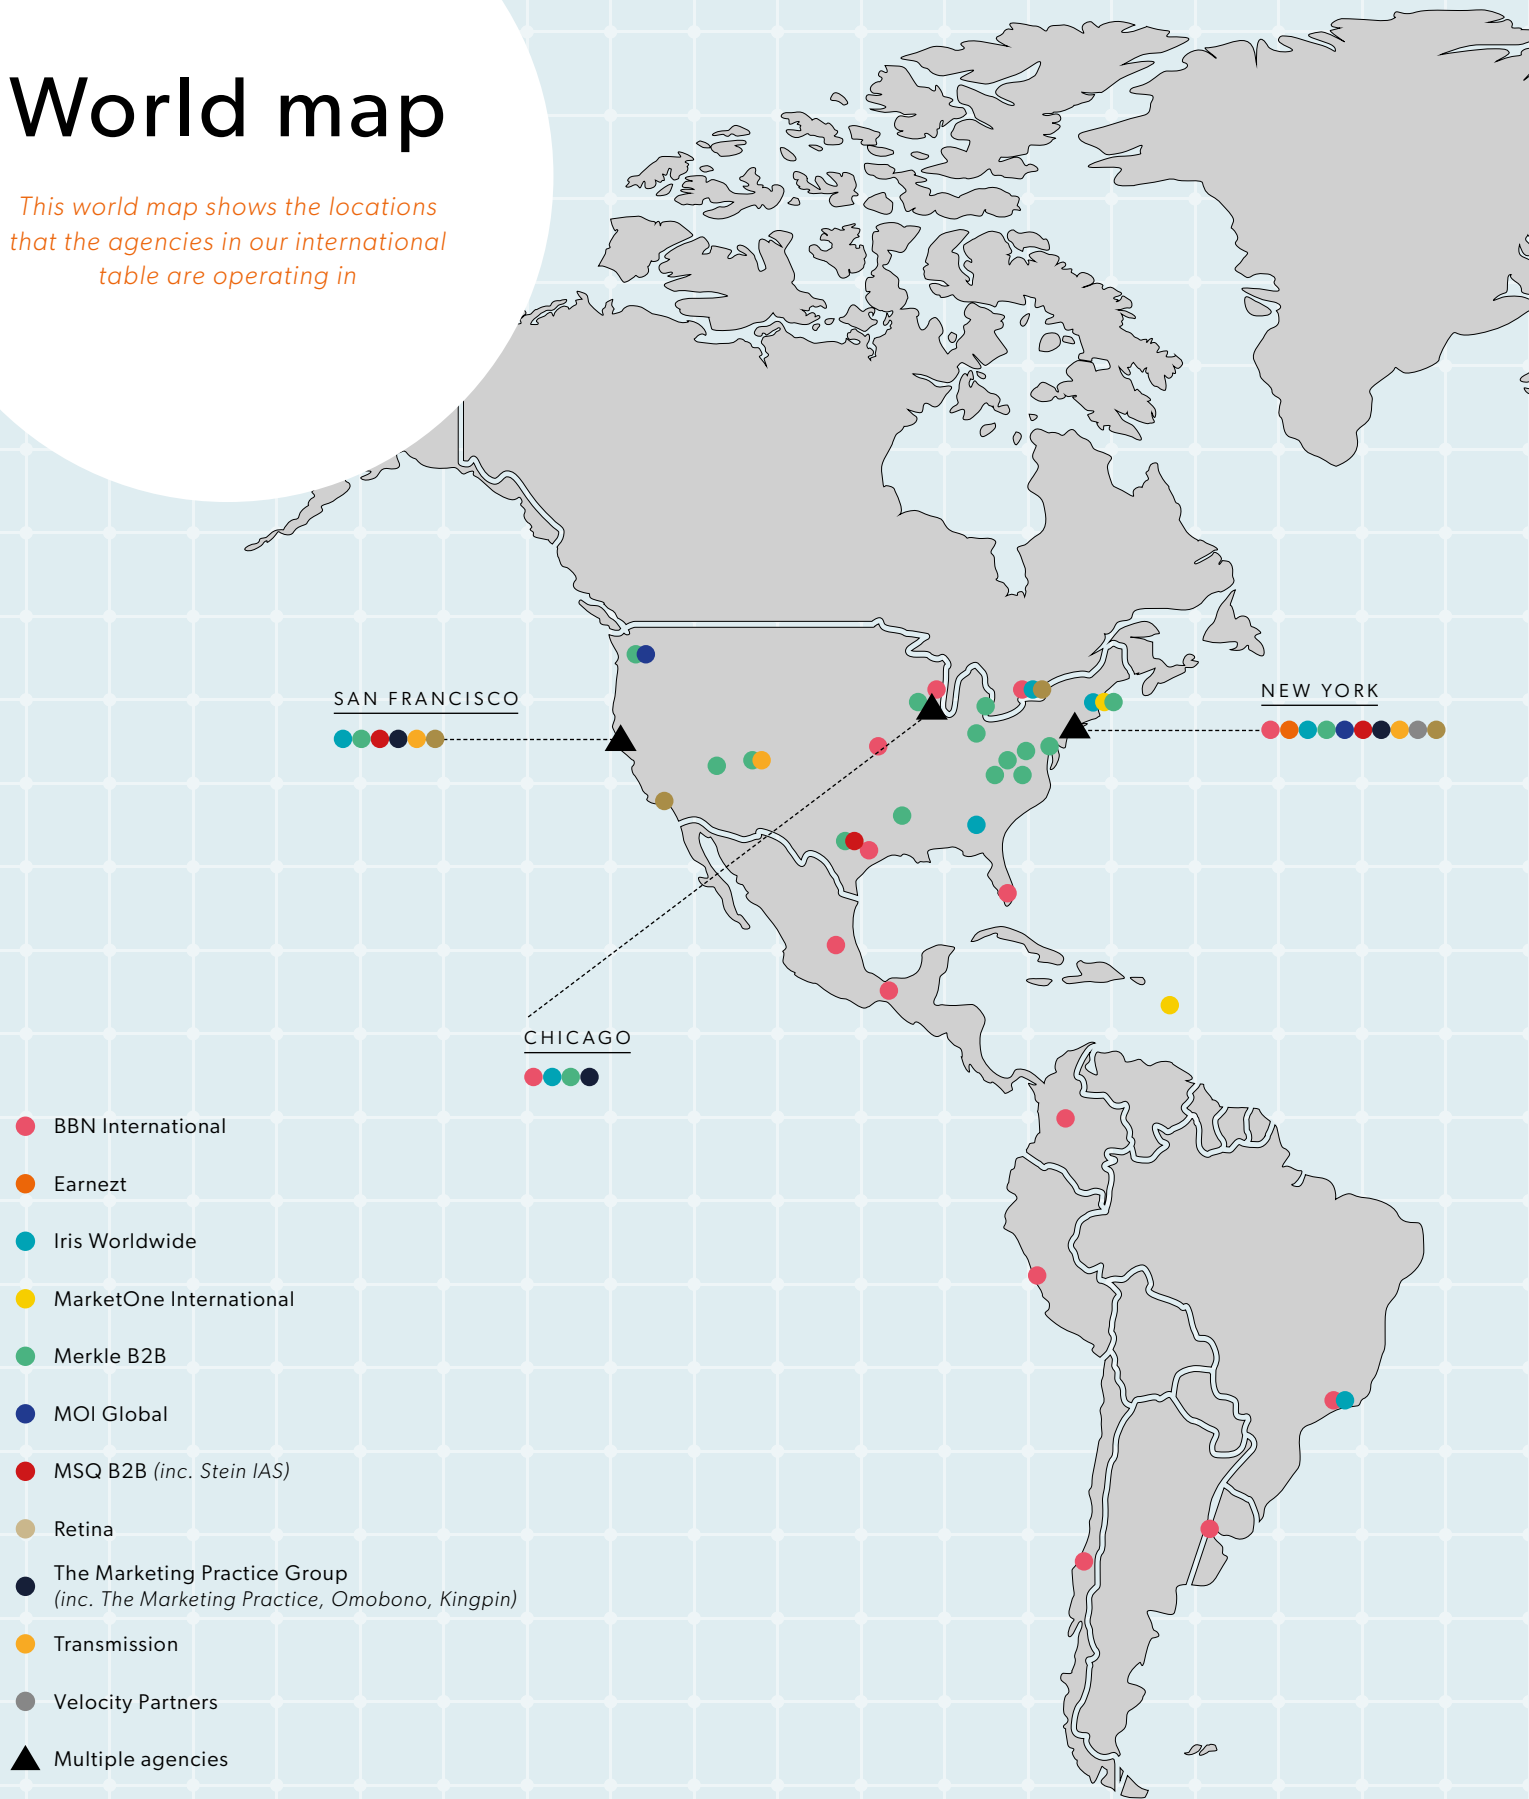 World map
This world map shows the locations
that the agencies in our international
table are operating in
SAN FRANCISCO
NEW YORK
CHICAGO
BBN International
Earnezt
Iris Worldwide
MarketOne International
Merkle B2B
MOI Global
MSQ B2B (inc. Stein IAS)
Retina
The Marketing Practice Group
(inc. The Marketing Practice, Omobono, Kingpin)
Transmission
Velocity Partners
Multiple agencies